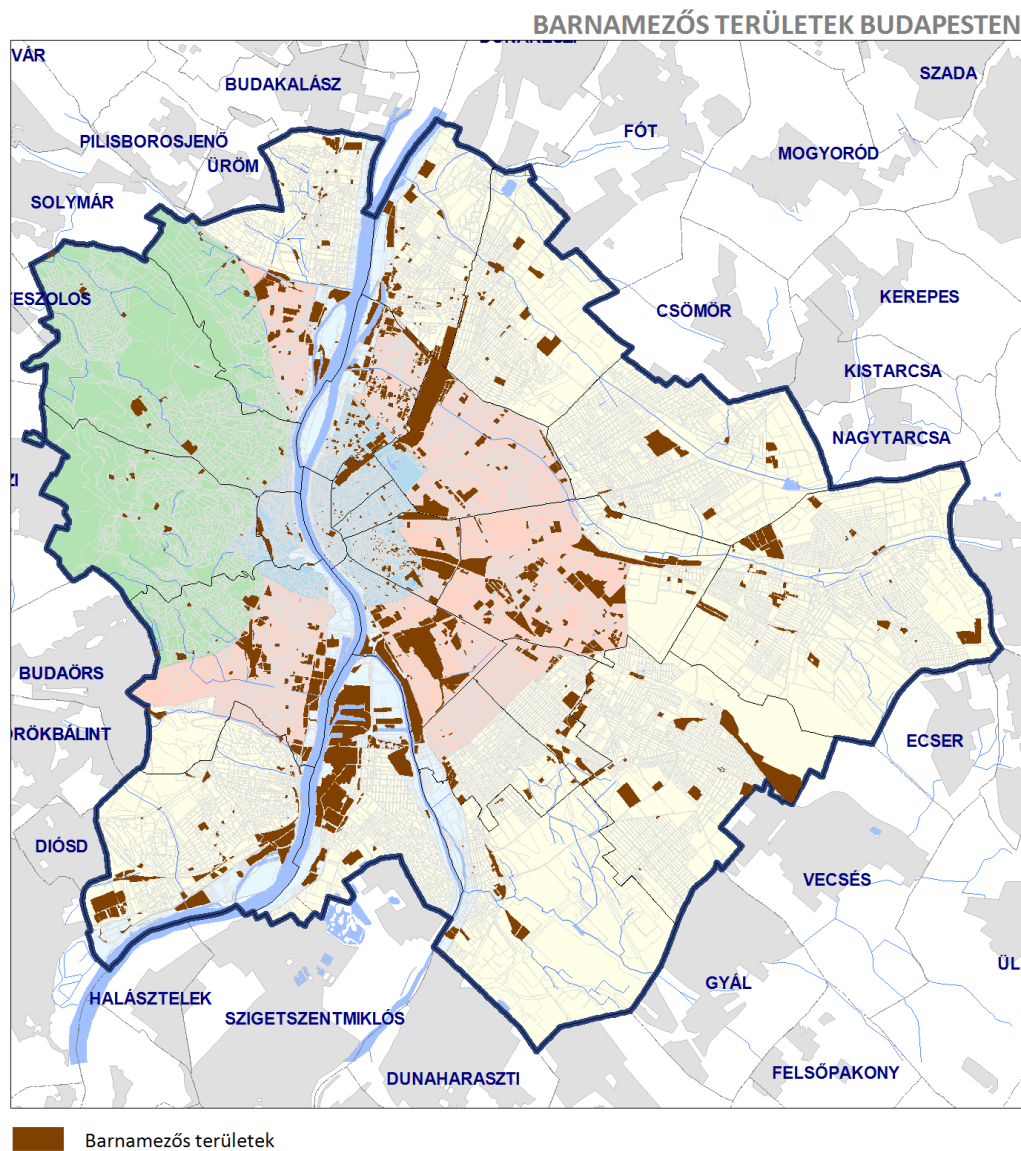 BARNAMEZŐS TERÜLETEK BUDAPESTEN
VÁR
SZADA
BUDAKALÁSZ
FÓT
PILISBOROSJENŐ
MOGYORÓD
ÜRÖM
SOLYMÁR
KEREPES
CSÖMÖR
KISTARCSA
NAGYTARCSA
BUDAÖRS
ECSER
DIÓSD
VECSÉS
ÜL
GYÁL
HALÁSZTELEK
SZIGETSZENTMIKLÓS
FELSŐPAKONY
DUNAHARASZTI
Barnamezős területek